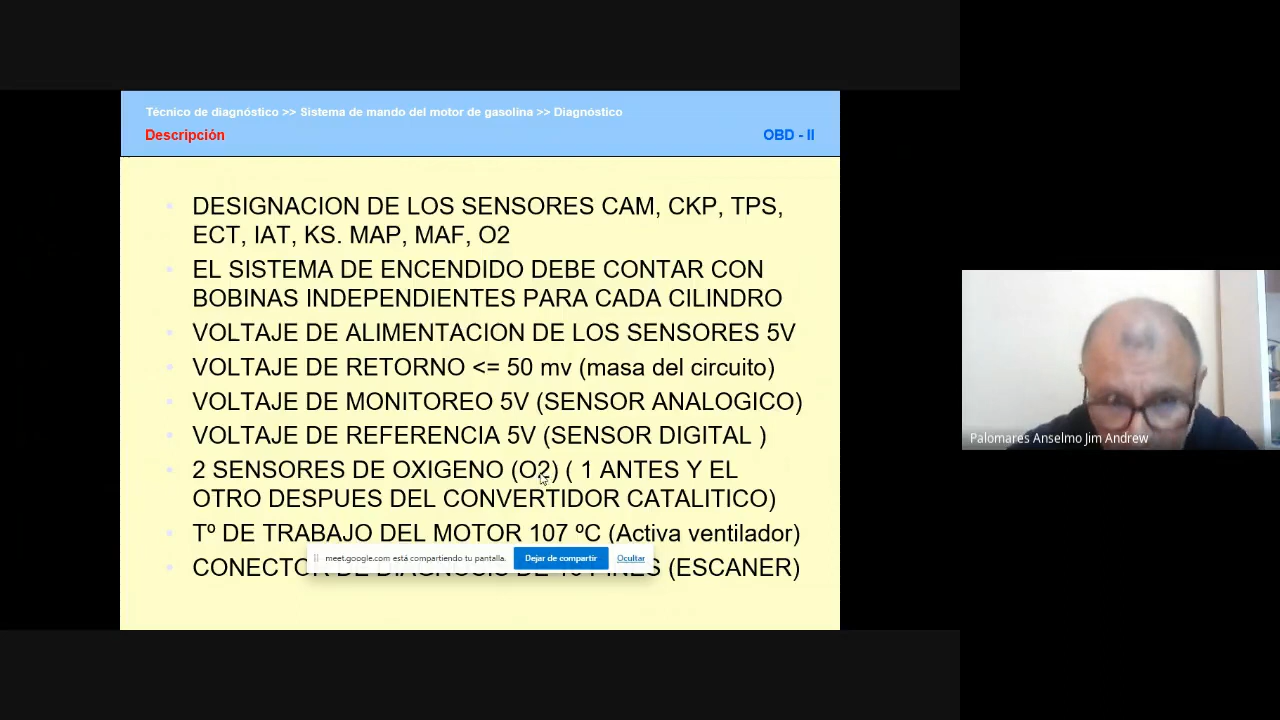 Técnico de diagnóstico >> Sistema de mando del motor de gasolina >> Diagnóstico
Descripción
OBD - II
DESIGNACION DE LOS SENSORES CAM, CKP, TPS,
ECT, IAT, KS. MAP, MAF, O2
EL SISTEMA DE ENCENDIDO DEBE CONTAR CON
BOBINAS INDEPENDIENTES PARA CADA CILINDRO
VOLTAJE DE ALIMENTACION DE LOS SENSORES 5V
VOLTAJE DE RETORNO <= 50 mv (masa del circuito)
VOLTAJE DE MONITOREO 5V (SENSOR ANALOGICO)
VOLTAJE DE REFERENCIA 5V (SENSOR DIGITAL )
2 SENSORES DE OXIGENO (O2) ( 1 ANTES Y EL
OTRO DESPUES DEL CONVERTIDOR CATALITICO)
Tº DE TRABAJO DEL MOTOR 107 ºC (Activa ventilador)
meet.google.com está compartiendo tu pantalla.
Dejar de compartir
Ocultar
CONECTOR DE DIAGNOSIS DE 16 PINES (ESCANER)
Palomares Anselmo Jim Andrew